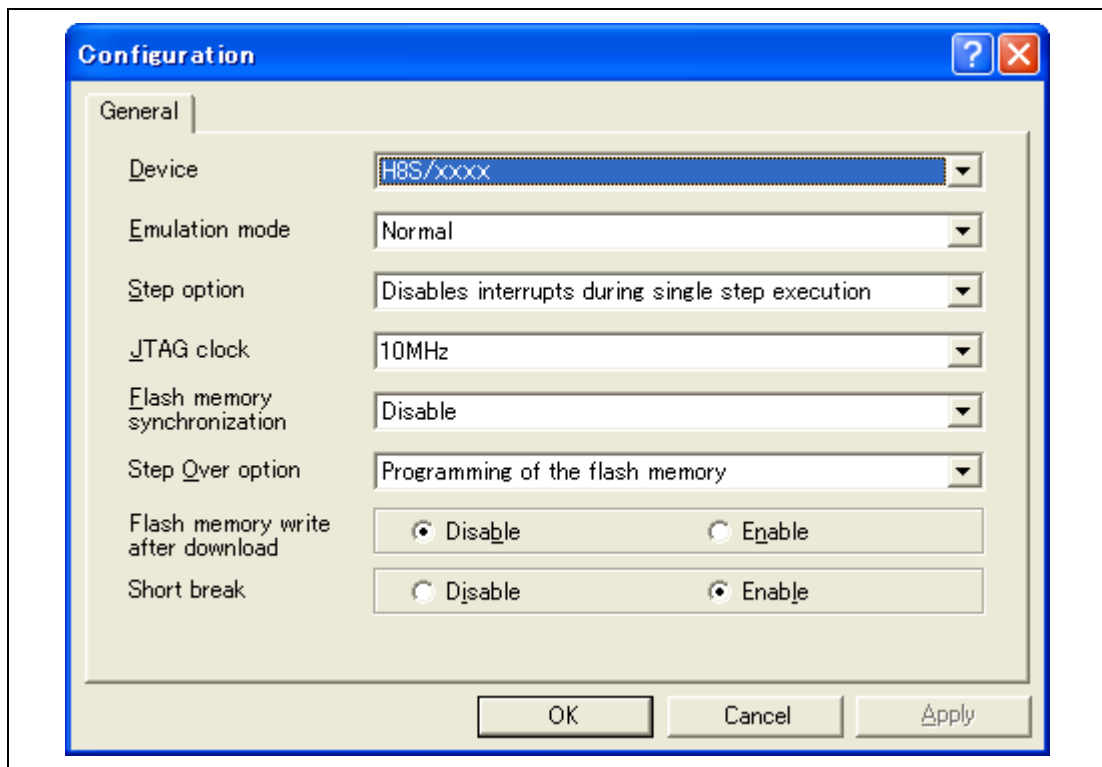 Configuration
General
Device
H8S/xxxx
Emulation mode
Normal
Step option
Disables interrupts during single step execution
JTAG clock
10MHz
Flash memory
synchronization
Disable
Step Over option
Programming of the flash memory
Flash memory write
after download
Disable Enable
Short break
Disable Enable
OK Cancel Apply